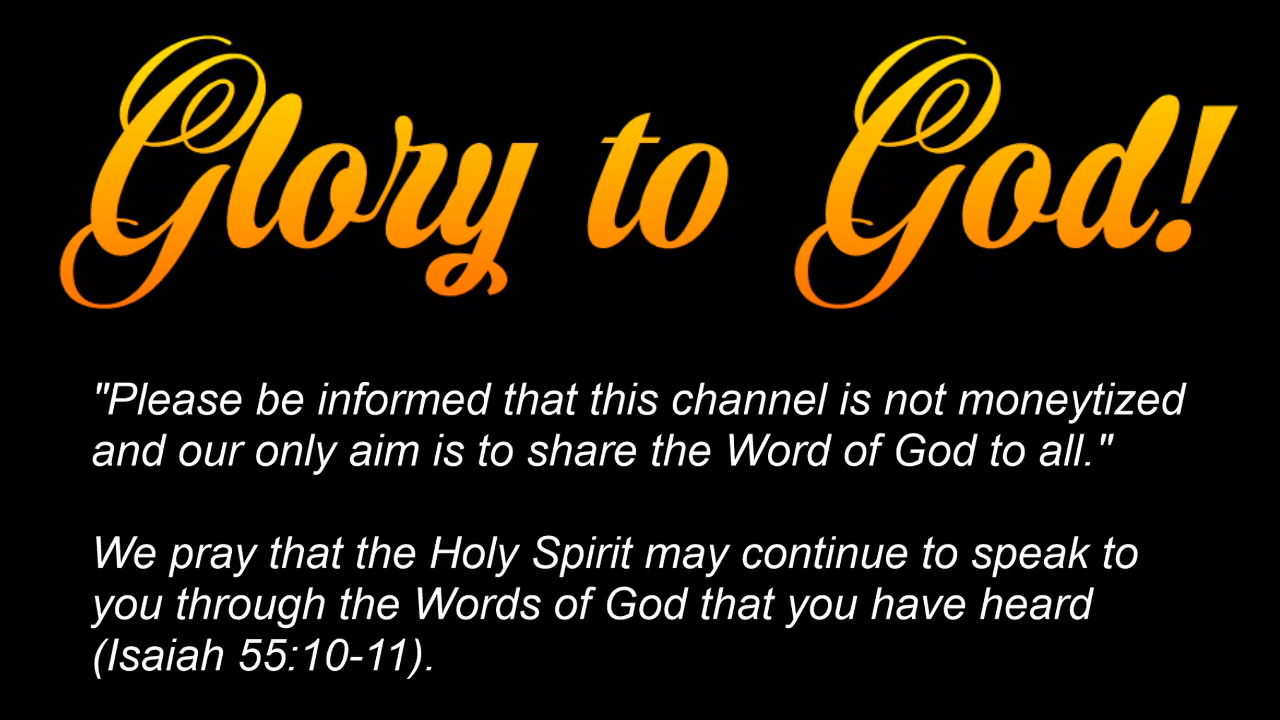 Glory to God!
"Please be informed that this channel is not moneytized
and our only aim is to share the Word of God to all."
We pray that the Holy Spirit may continue to speak to
you through the Words of God that you have heard
(Isaiah 55:10-11).